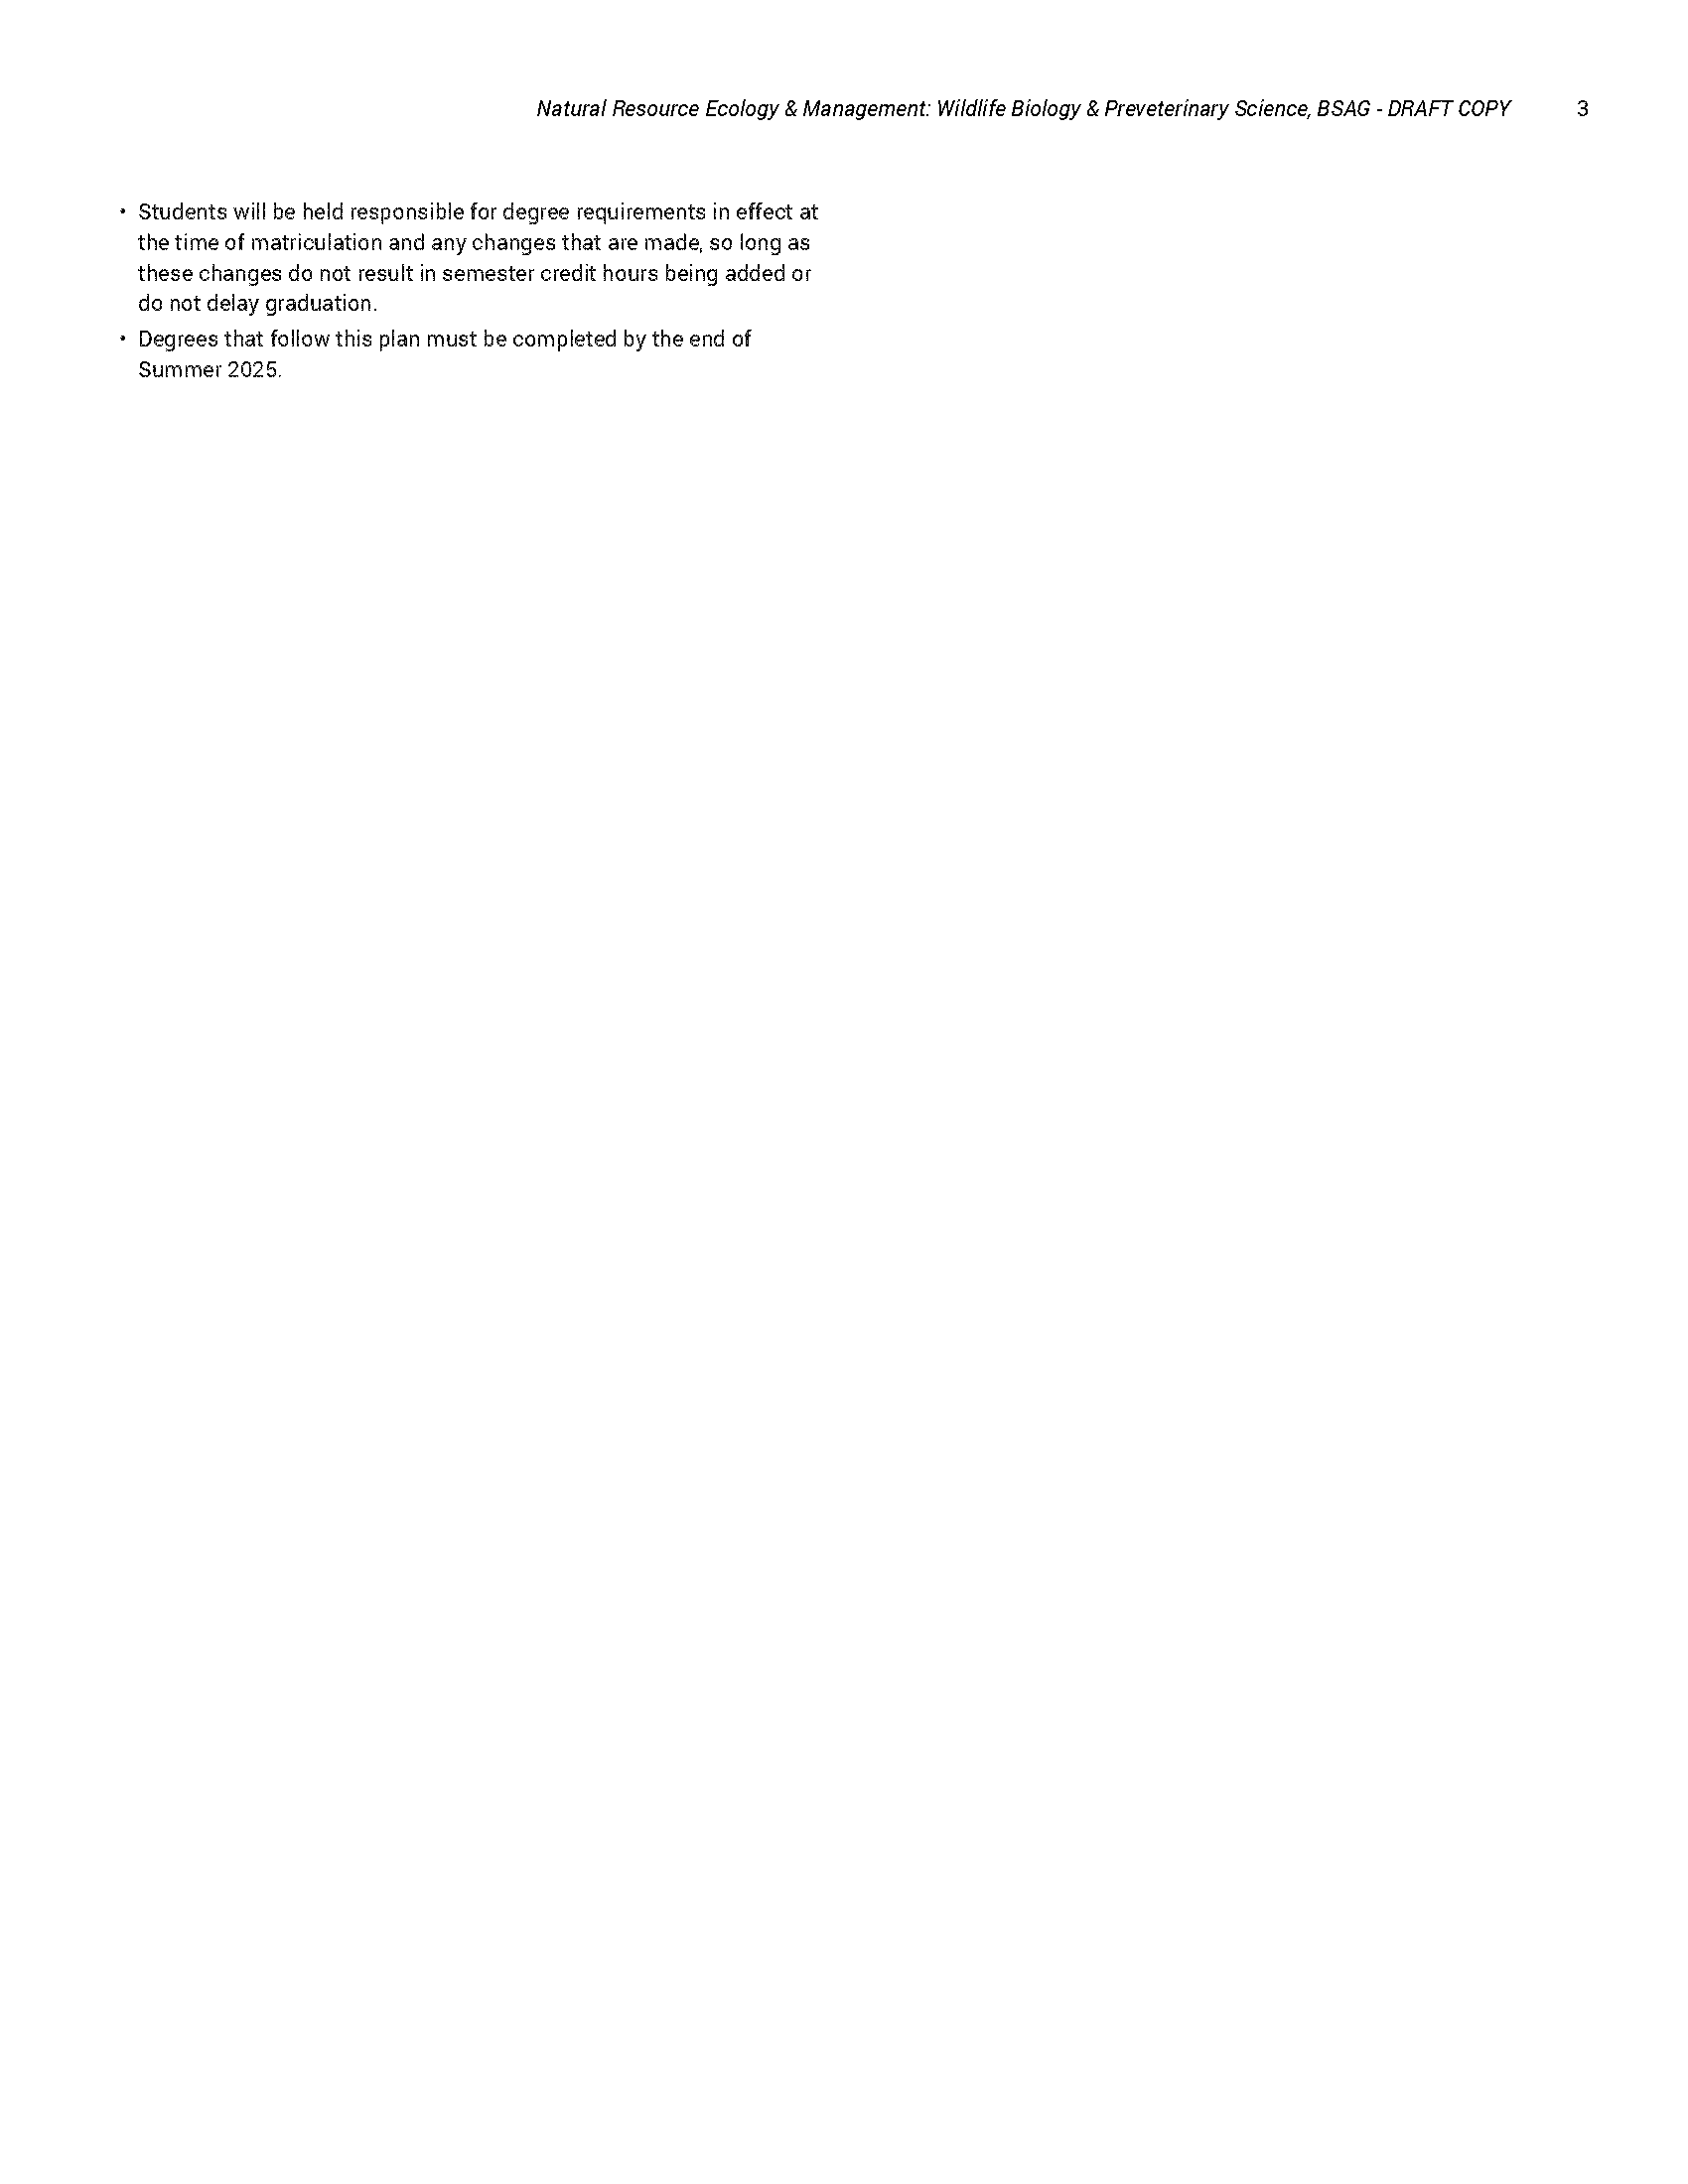 Natural Resource Ecology & Management: Wildlife Biology & Preveterinary Science, BSAG - DRAFT COPY 3
• Students will be held responsible for degree requirements in effect at
the time of matriculation and any changes that are made, so long as
these changes do not result in semester credit hours being added or
do not delay graduation.
• Degrees that follow this plan must be completed by the end of
Summer 2025.